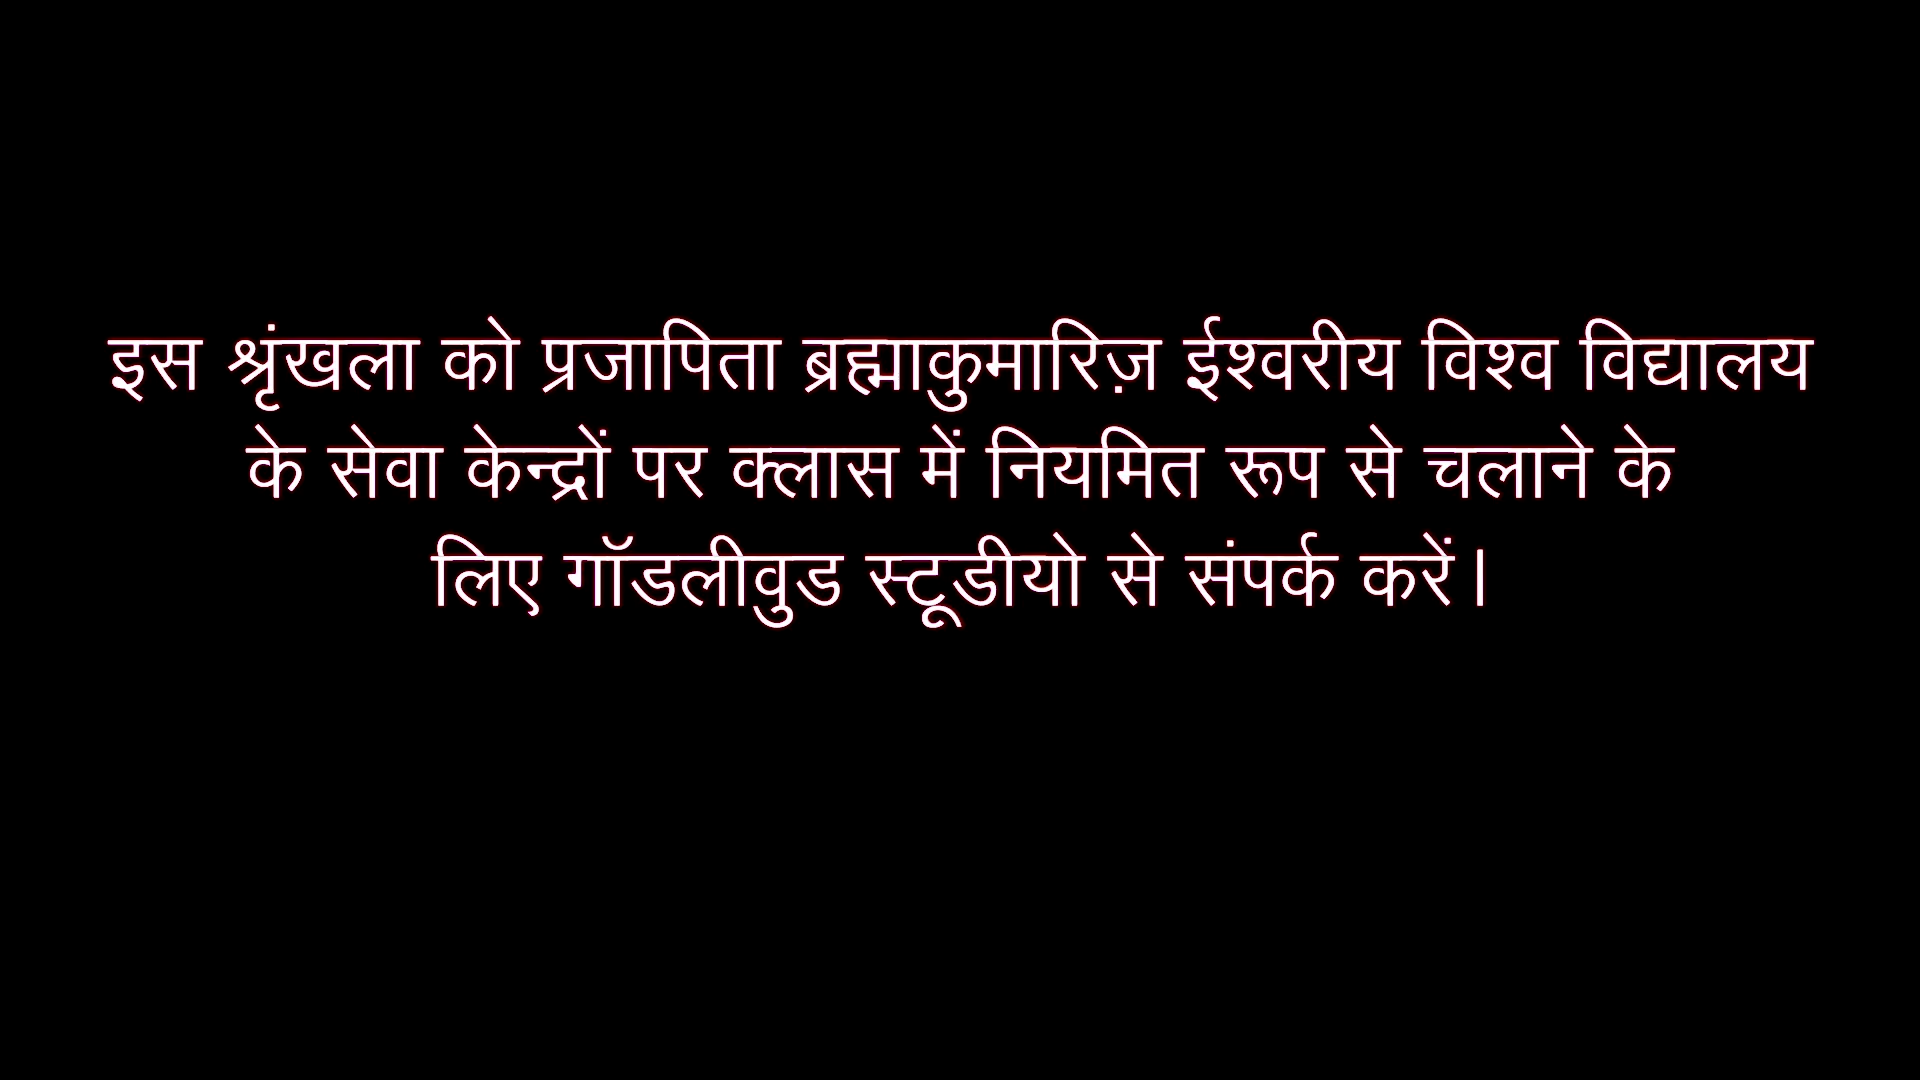 इस श्रृंखला को प्रजापिता ब्रह्माकुमारिज़ ईश्वरीय विश्व विद्यालय
के सेवा केन्द्रों पर क्लास में नियमित रूप से चलाने के
लिए गॉडलीवुड स्टूडीयो से संपर्क करें।